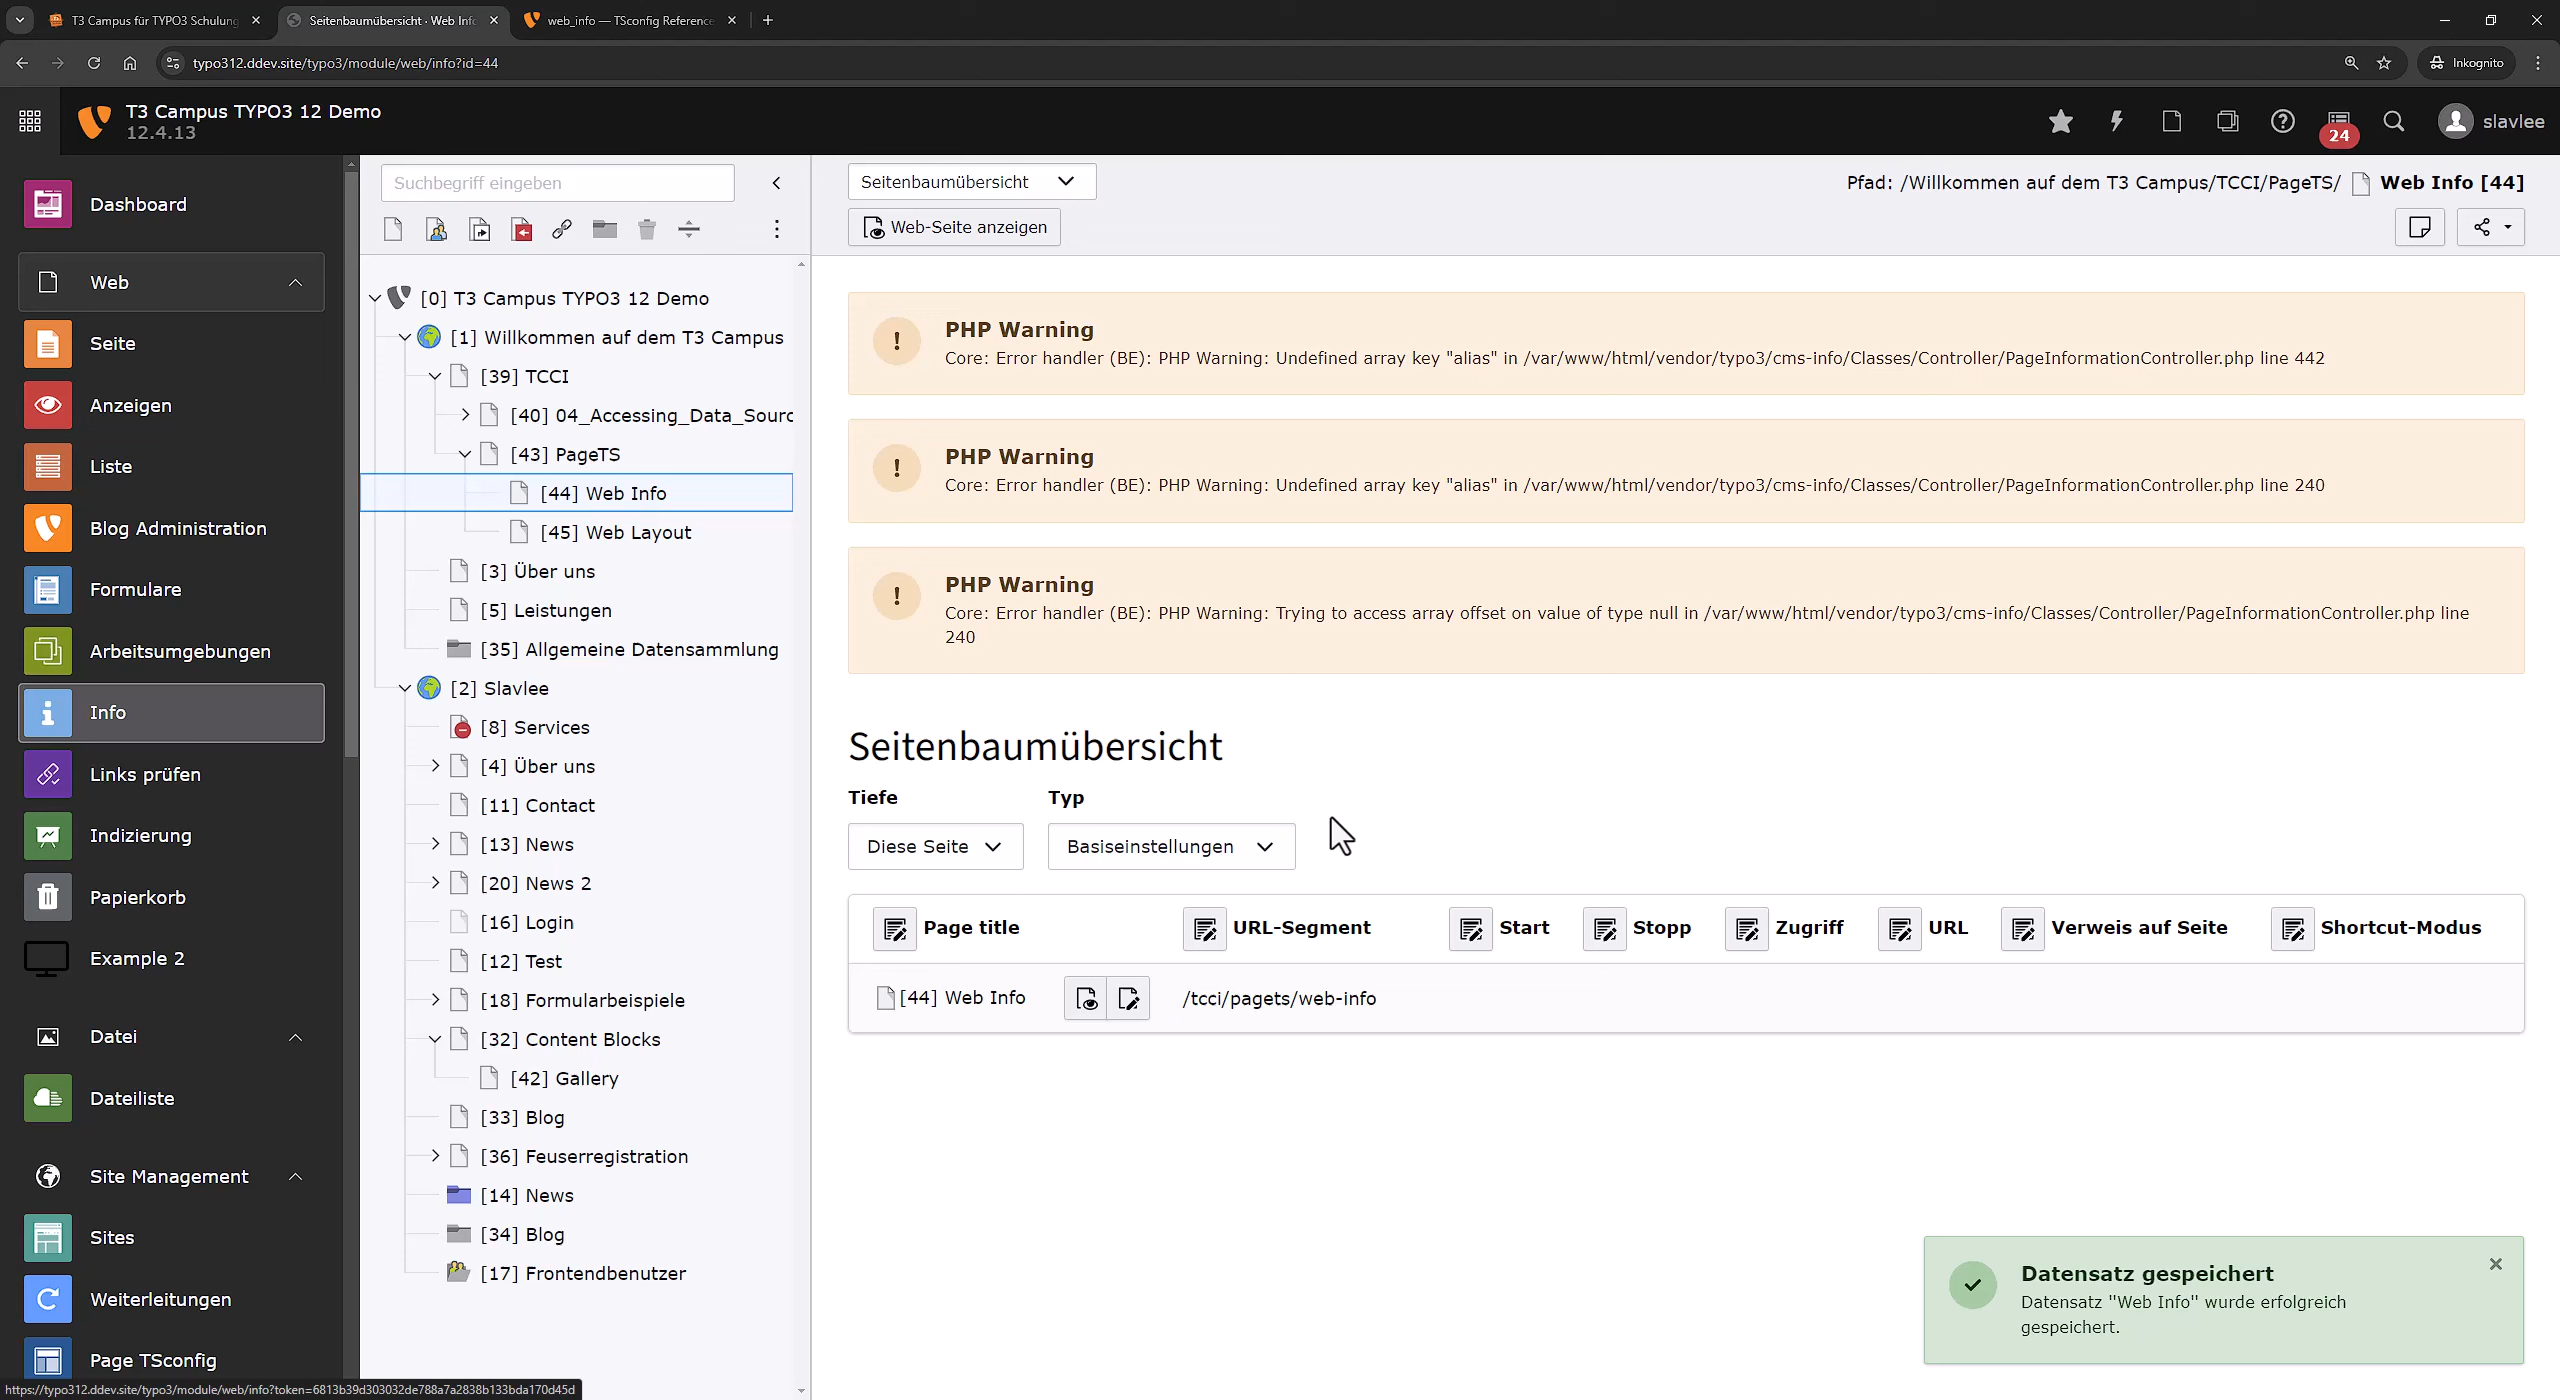 T3 Campus für TYPO3 Schulung
Seitenbaumübersicht · Web Info
web_info — TSconfig Reference
typo312.ddev.site/typo3/module/web/info?id=44
Inkognito
T3 Campus TYPO3 12 Demo
12.4.13
24
slavlee
Dashboard
Web
Seite
Anzeigen
Liste
Blog Administration
Formulare
Arbeitsumgebungen
Info
Links prüfen
Indizierung
Papierkorb
Example 2
Datei
Dateiliste
Site Management
Sites
Weiterleitungen
Page TSconfig
https://typo312.ddev.site/typo3/module/web/info?token=6813b39d303032de788a7a2838b133bda170d45d
Suchbegriff eingeben
[0] T3 Campus TYPO3 12 Demo
[1] Willkommen auf dem T3 Campus
[39] TCCI
[40] 04_Accessing_Data_Sourc
[43] PageTS
[44] Web Info
[45] Web Layout
[3] Über uns
[5] Leistungen
[35] Allgemeine Datensammlung
[2] Slavlee
[8] Services
[4] Über uns
[11] Contact
[13] News
[20] News 2
[16] Login
[12] Test
[18] Formularbeispiele
[32] Content Blocks
[42] Gallery
[33] Blog
[36] Feuserregistration
[14] News
[34] Blog
[17] Frontendbenutzer
Seitenbaumübersicht
Pfad: /Willkommen auf dem T3 Campus/TCCI/PageTS/ Web Info [44]
Web-Seite anzeigen
PHP Warning
Core: Error handler (BE): PHP Warning: Undefined array key "alias" in /var/www/html/vendor/typo3/cms-info/Classes/Controller/PageInformationController.php line 442
PHP Warning
Core: Error handler (BE): PHP Warning: Undefined array key "alias" in /var/www/html/vendor/typo3/cms-info/Classes/Controller/PageInformationController.php line 240
PHP Warning
Core: Error handler (BE): PHP Warning: Trying to access array offset on value of type null in /var/www/html/vendor/typo3/cms-info/Classes/Controller/PageInformationController.php line
240
Seitenbaumübersicht
Tiefe Typ
Diese Seite Basiseinstellungen
Page title URL-Segment Start Stopp Zugriff URL Verweis auf Seite Shortcut-Modus
[44] Web Info /tcci/pagets/web-info
Datensatz gespeichert
Datensatz "Web Info" wurde erfolgreich
gespeichert.